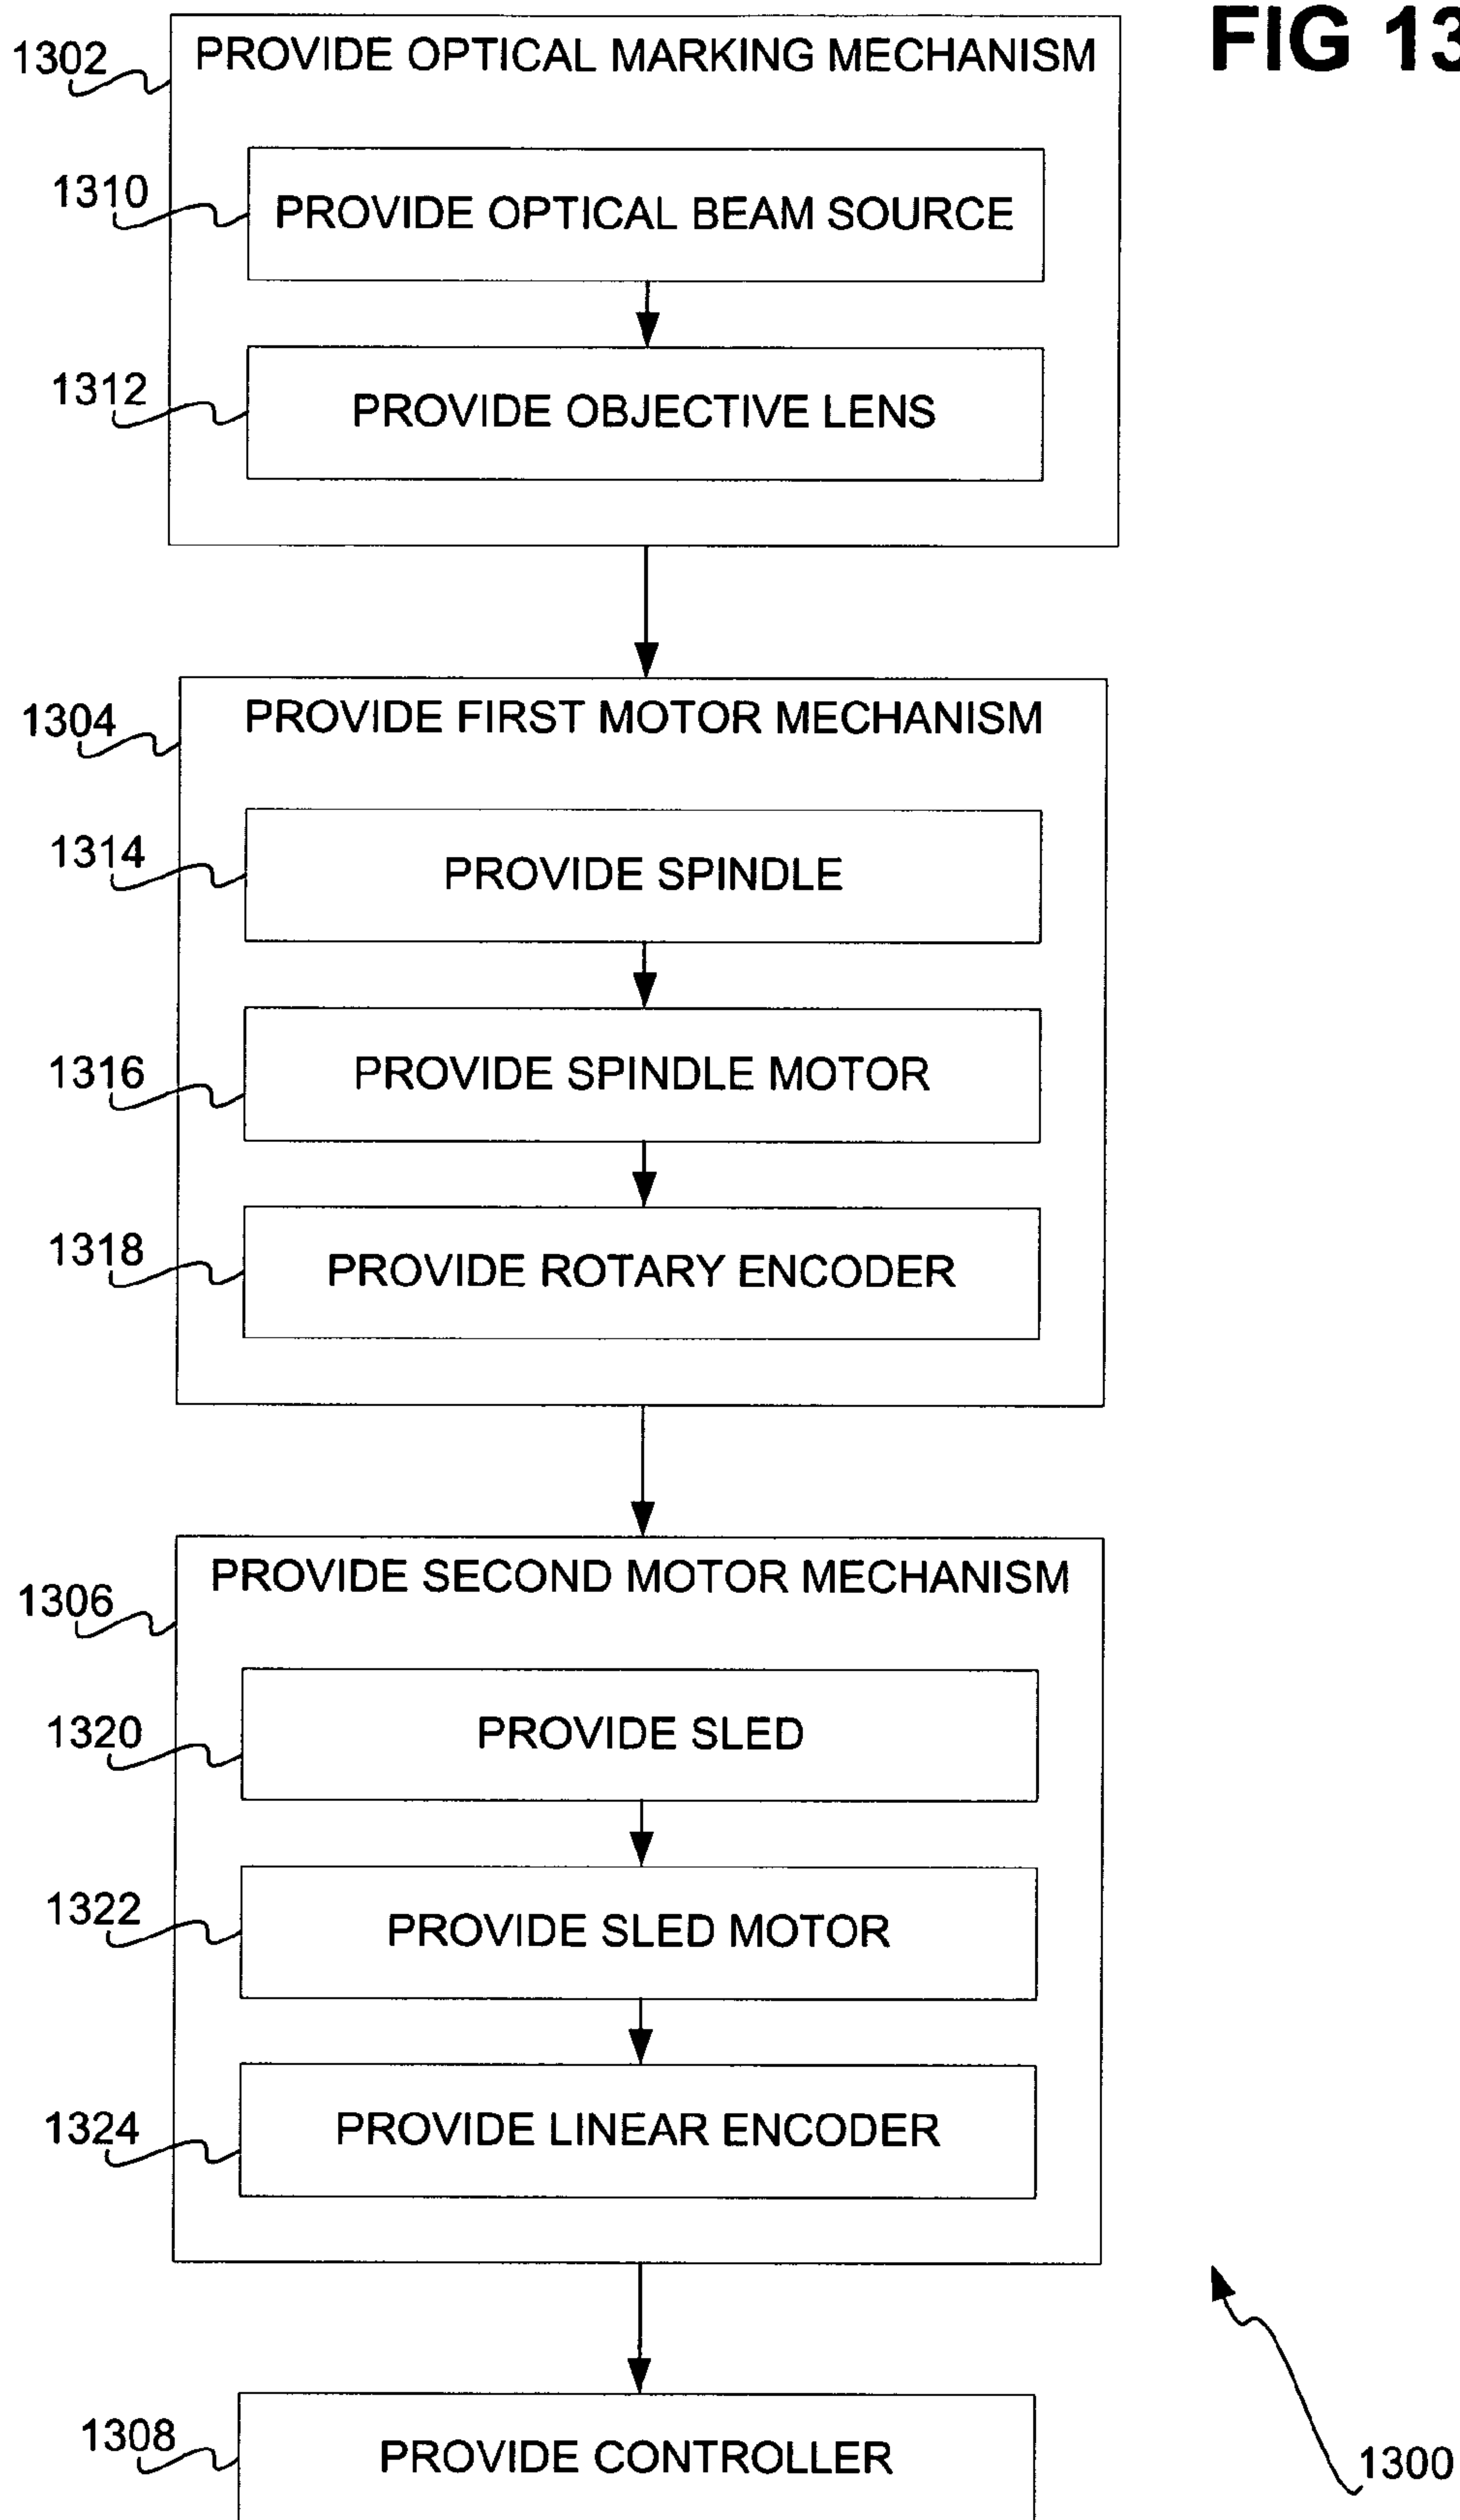 FIG 13
1302
PROVIDE OPTICAL MARKING MECHANISM
1310
PROVIDE OPTICAL BEAM SOURCE
1312
PROVIDE OBJECTIVE LENS
1304
PROVIDE FIRST MOTOR MECHANISM
1314
PROVIDE SPINDLE
1316
PROVIDE SPINDLE MOTOR
1318
PROVIDE ROTARY ENCODER
1306
PROVIDE SECOND MOTOR MECHANISM
1320
PROVIDE SLED
1322
PROVIDE SLED MOTOR
1324
PROVIDE LINEAR ENCODER
1308
PROVIDE CONTROLLER
1300